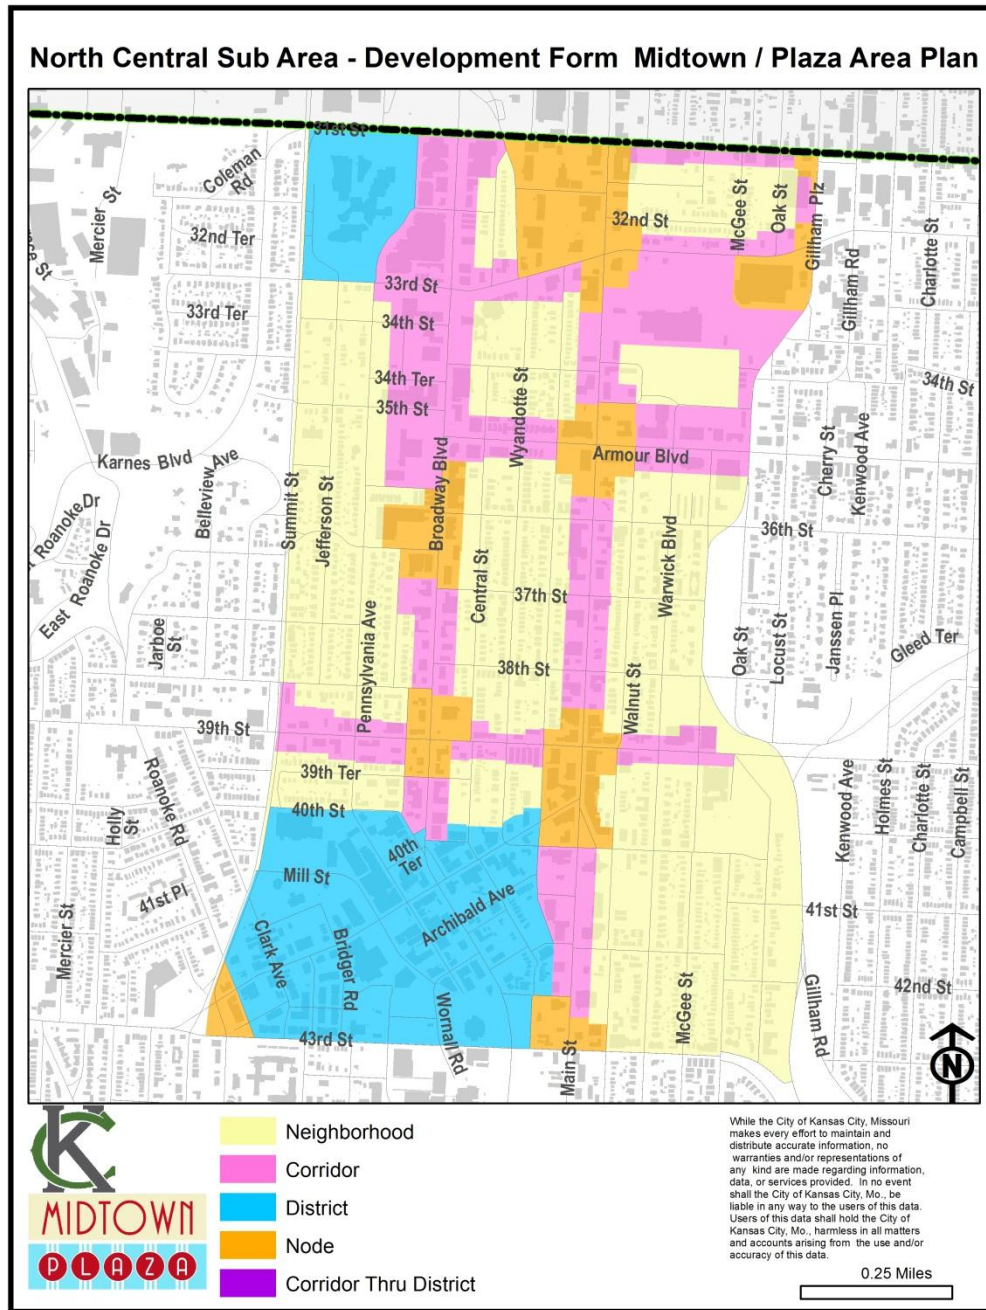 North Central Sub Area - Development Form Midtown / Plaza Area Plan
31st St
Coleman
Rd
Mercier St
32nd Ter
33rd Ter
32nd St
McGee St
Oak St
Gillham Plz
Gillham Rd
Charlotte St
33rd St
34th St
34th Ter
35th St
Wyandotte St
34th St
Karnes Blvd
Belleview Ave
Summit St
Jefferson St
Broadway Blvd
Armour Blvd
Cherry St
Kenwood Ave
Roanoke Dr
East Roanoke Dr
36th St
Central St
37th St
Warwick Blvd
Jarboe
St
Pennsylvania Ave
38th St
Walnut St
Oak St
Locust St
Janssen Pl
Gleed Ter
39th St
39th Ter
40th St
Roanoke Rd
Holly
St
40th
Ter
Kenwood Ave
Holmes St
Charlotte St
Campbell St
Mill St
41st Pl
Archibald Ave
41st St
Mercier St
Clark Ave
Bridger Rd
Wornall Rd
McGee St
Gillham Rd
42nd St
43rd St
Main St
N
KC
MIDTOWN
PLAZA
Neighborhood
Corridor
District
Node
Corridor Thru District
While the City of Kansas City, Missouri
makes every effort to maintain and
distribute accurate information, no
warranties and/or representations of
any kind are made regarding information,
data, or services provided. In no event
shall the City of Kansas City, Mo., be
liable in any way to the users of this data.
Users of this data shall hold the City of
Kansas City, Mo., harmless in all matters
and accounts arising from the use and/or
accuracy of this data.
0.25 Miles